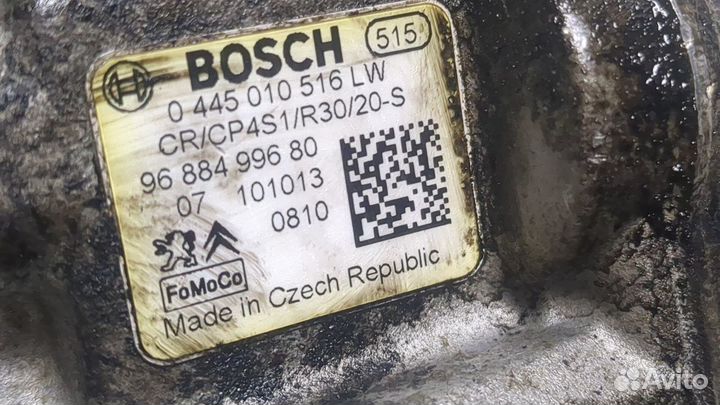 BOSCH 515
0 445 010 516 LW
CR/CP4S1/R30/20-S
96 884 996 80
07 101013
0810
FoMoCo
Made in Czech Republic
Avito